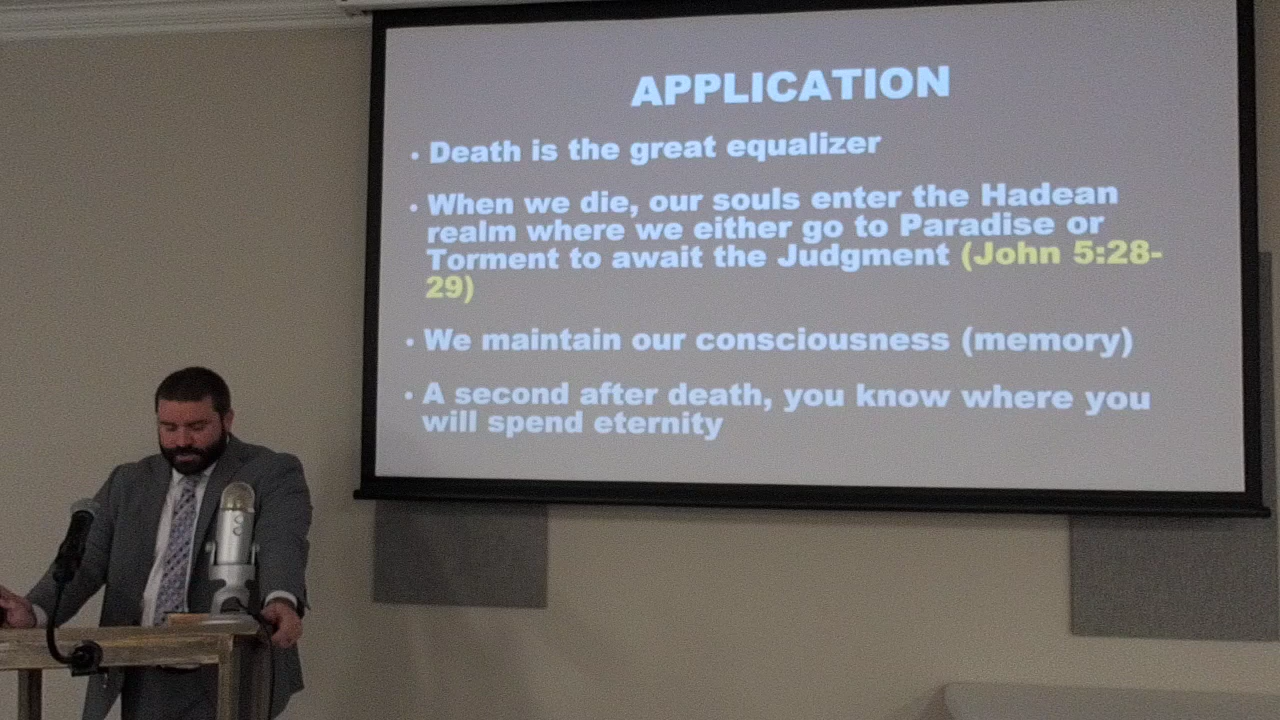 APPLICATION
• Death is the great equalizer
• When we die, our souls enter the Hadean
realm where we either go to Paradise or
Torment to await the Judgment (John 5:28-
29)
• We maintain our consciousness (memory)
• A second after death, you know where you
will spend eternity